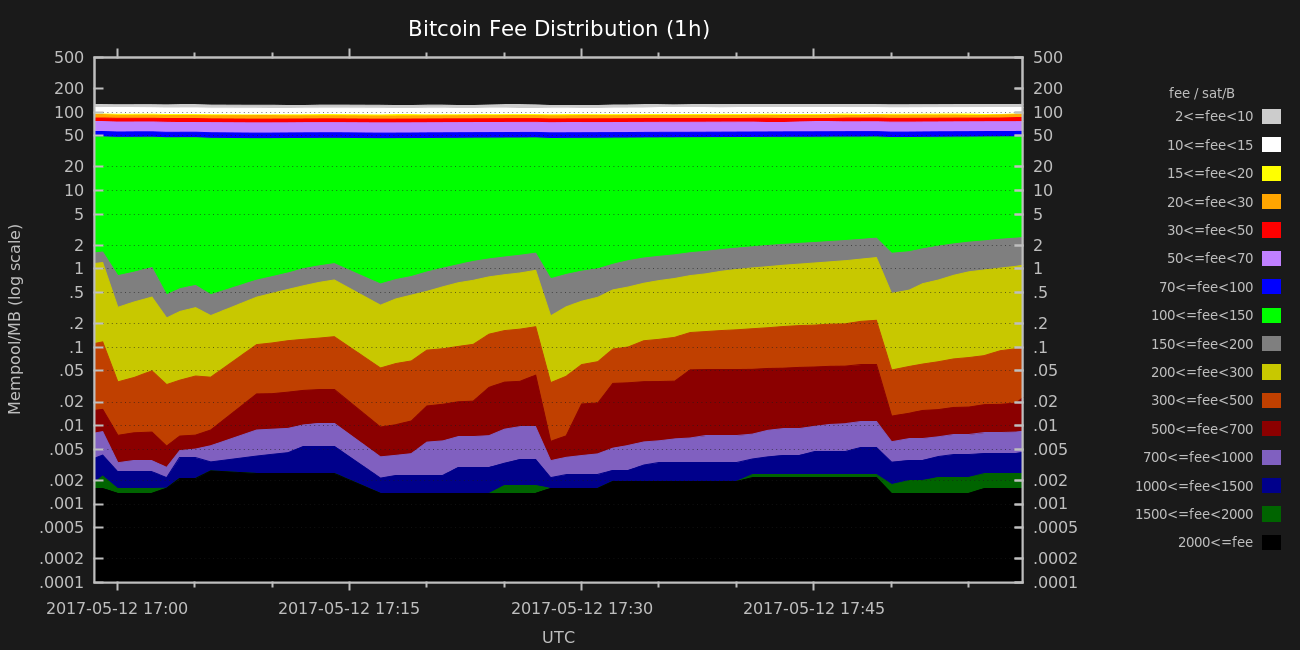 Bitcoin Fee Distribution (1h)
Mempool/MB (log scale)
500
200
100
50
20
10
5
2
1
.5
.2
.1
.05
.02
.01
.005
.002
.001
.0005
.0002
.0001
500
200
100
50
20
10
5
2
1
.5
.2
.1
.05
.02
.01
.005
.002
.001
.0005
.0002
.0001
2017-05-12 17:00 2017-05-12 17:15 2017-05-12 17:30 2017-05-12 17:45
UTC
fee / sat/B
2<=fee<10
10<=fee<15
15<=fee<20
20<=fee<30
30<=fee<50
50<=fee<70
70<=fee<100
100<=fee<150
150<=fee<200
200<=fee<300
300<=fee<500
500<=fee<700
700<=fee<1000
1000<=fee<1500
1500<=fee<2000
2000<=fee